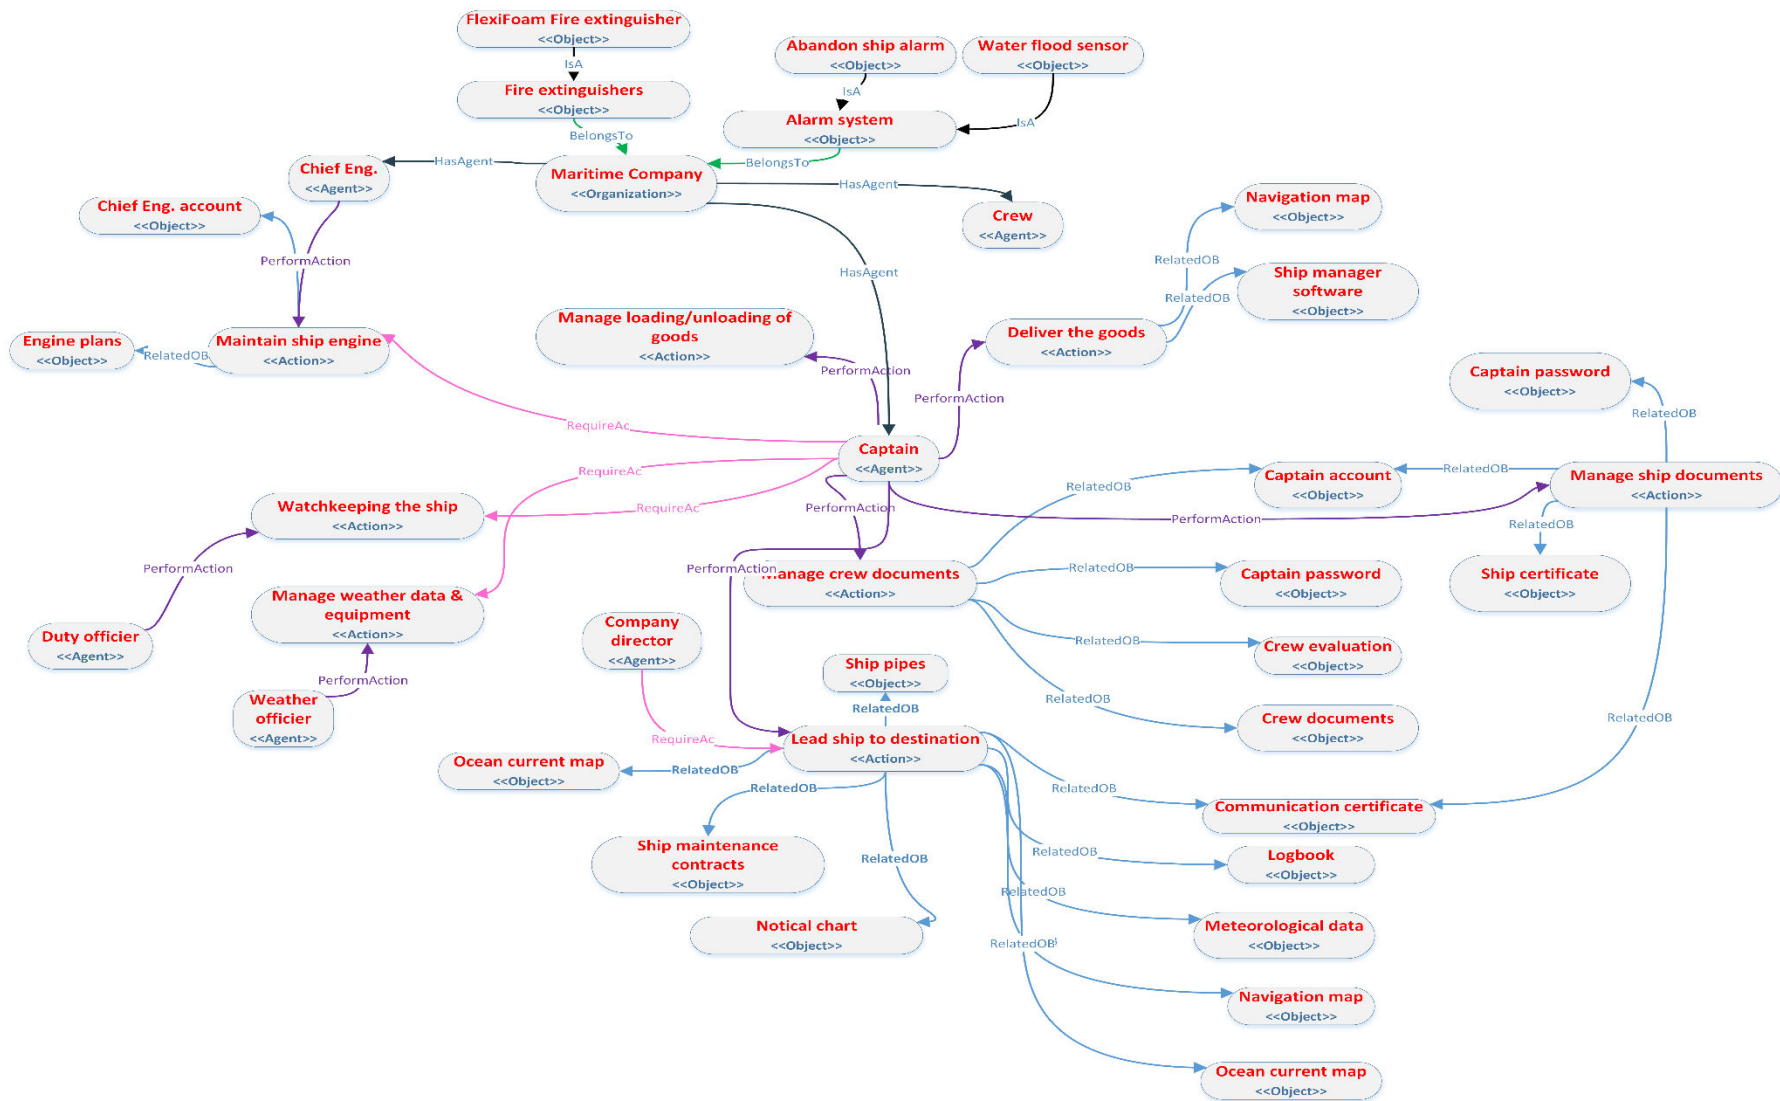 FlexiFoam Fire extinguisher
<<Object>>
IsA
Abandon ship alarm
<<Object>>
Water flood sensor
<<Object>>
IsA
Fire extinguishers
<<Object>>
Alarm system
<<Object>>
IsA
BelongsTo
BelongsTo
HasAgent
Chief Eng.
<<Agent>>
Maritime Company
<<Organization>>
HasAgent
Chief Eng. account
<<Object>>
Crew
<<Agent>>
Navigation map
<<Object>>
PerformAction
HasAgent
RelatedOB
Ship manager
software
<<Object>>
RelatedOB
Manage loading/unloading of
goods
<<Action>>
Engine plans
<<Object>>
RelatedOB
Maintain ship engine
<<Action>>
Deliver the goods
<<Action>>
PerformAction
PerformAction
Captain password
<<Object>>
RelatedOB
RequireAc
Captain
<<Agent>>
RequireAc
RelatedOB
Captain account
<<Object>>
RelatedOB
Manage ship documents
<<Action>>
Watchkeeping the ship
<<Action>>
RequireAc
PerformAction
PerformAction
RelatedOB
PerformAction
PerformAction
Manage crew documents
<<Action>>
RelatedOB
Captain password
<<Object>>
Ship certificate
<<Object>>
Manage weather data &
equipment
<<Action>>
Duty officier
<<Agent>>
Company
director
<<Agent>>
RelatedOB
Crew evaluation
<<Object>>
PerformAction
Ship pipes
<<Object>>
RelatedOB
Weather
officier
<<Agent>>
RelatedOB
Crew documents
<<Object>>
RelatedOB
RequireAc
Lead ship to destination
<<Action>>
Ocean current map
<<Object>>
RelatedOB
RelatedOB
RelatedOB
Communication certificate
<<Object>>
Ship maintenance
contracts
<<Object>>
RelatedOB
RelatedOB
Logbook
<<Object>>
RelatedOB
Notical chart
<<Object>>
Meteorological data
<<Object>>
RelatedOB
Navigation map
<<Object>>
Ocean current map
<<Object>>